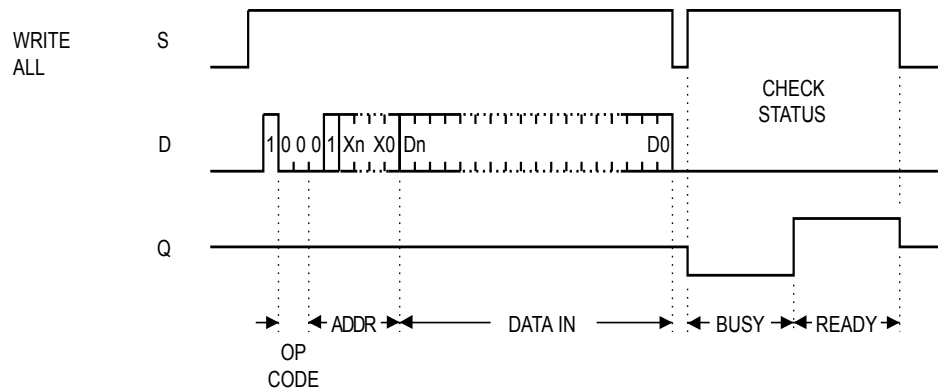 WRITE
ALL
S
CHECK
STATUS
D
1 0 0 0 1 Xn X0 Dn D0
Q
ADDR DATA IN BUSY READY
OP
CODE